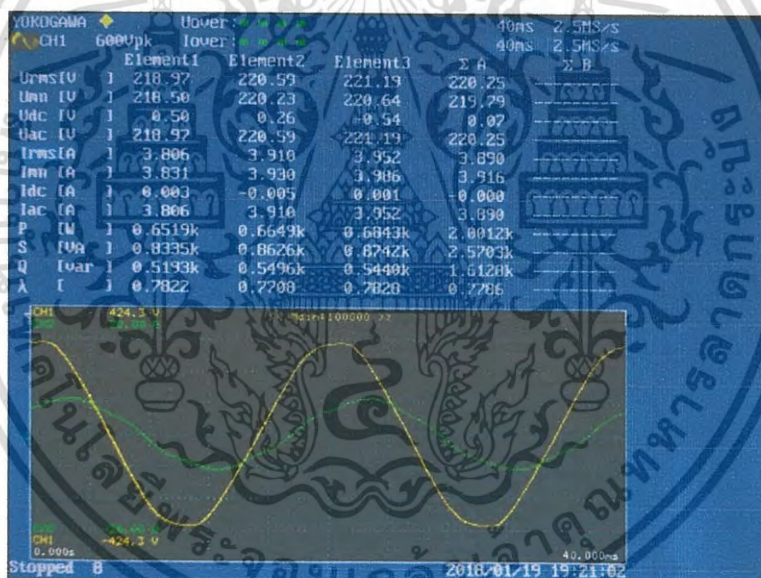 YOKOGAWA Uover:
40ms 2.5MS/s
CH1 600Vpk Iover:
40ms 2.5MS/s
Element1 Element2 Element3 Σ A Σ B
Urms[V ] 218.97 220.59 221.19 220.25
Umn [V ] 218.50 220.23 220.64 219.79
Udc [V ] 0.50 0.26 -0.54 0.07
Uac [V ] 218.97 220.59 221.19 220.25
Irms[A ] 3.806 3.910 3.952 3.890
Imn [A ] 3.831 3.930 3.986 3.916
Idc [A ] 0.003 -0.005 0.001 -0.000
Iac [A ] 3.806 3.910 3.952 3.890
P [W ] 0.6519k 0.6649k 0.6843k 2.0012k
S [VA ] 0.8335k 0.8626k 0.8742k 2.5703k
Q [var ] 0.5193k 0.5496k 0.5440k 1.6128k
λ [ ] 0.7822 0.7708 0.7828 0.7786
CH1 424.3 V
<< Main:100000 >>
CH1 -424.3 V
0.000s 40.000ms
Stopped 8 2018/01/19 19:21:02